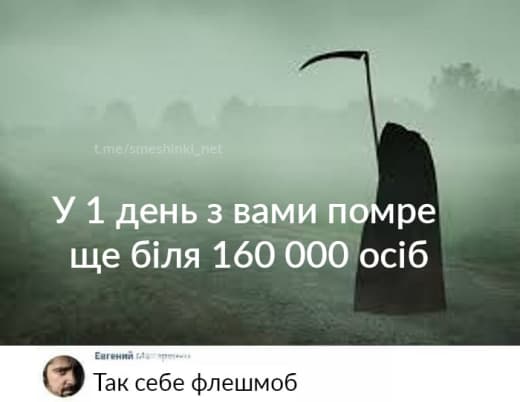 t.me/smeshinki_net
У 1 день з вами помре
ще біля 160 000 осіб
Евгений
Так себе флешмоб